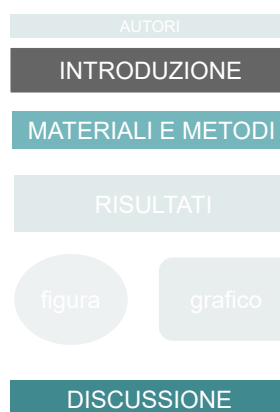 AUTORI
INTRODUZIONE
MATERIALI E METODI
RISULTATI
figura grafico
DISCUSSIONE